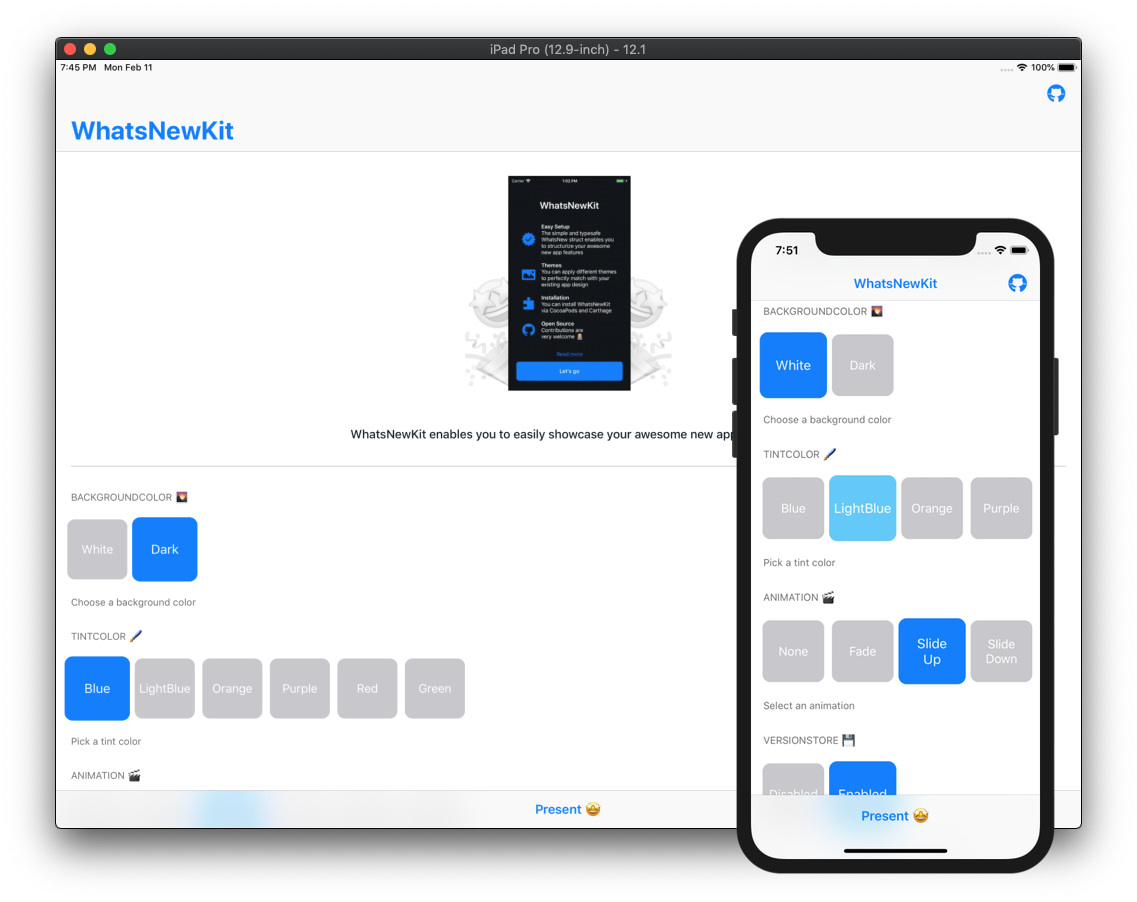 iPad Pro (12.9-inch) - 12.1
7:45 PM Mon Feb 11
100%
WhatsNewKit
Carrier
1:02 PM
WhatsNewKit
Easy Setup
The simple and typesafe
WhatsNew struct enables you
to structurize your awesome
new app features
Themes
You can apply different themes
to perfectly match with your
existing app design
Installation
You can install WhatsNewKit
via CocoaPods and Carthage
Open Source
Contributions are
very welcome 👨🏼‍💻
Read more
Let's go
WhatsNewKit enables you to easily showcase your awesome new app
BACKGROUNDCOLOR 🌄
White
Dark
Choose a background color
TINTCOLOR 🖌
Blue
LightBlue
Orange
Purple
Red
Green
Pick a tint color
ANIMATION 🎬
Present 🤩
7:51
WhatsNewKit
BACKGROUNDCOLOR 🌄
White
Dark
Choose a background color
TINTCOLOR 🖌
Blue
LightBlue
Orange
Purple
Pick a tint color
ANIMATION 🎬
None
Fade
Slide
Up
Slide
Down
Select an animation
VERSIONSTORE 💾
Disabled
Enabled
Present 🤩